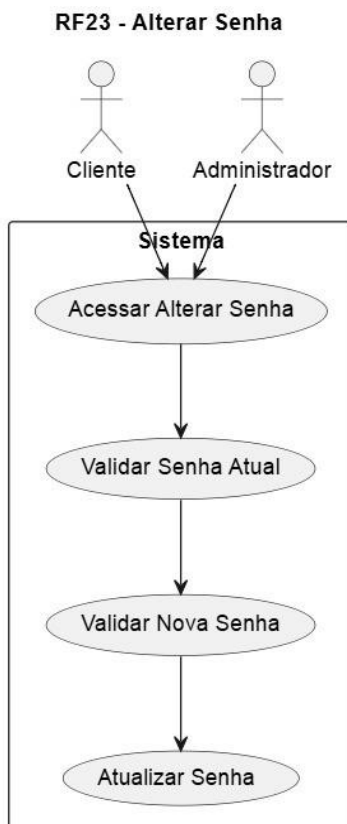 RF23 - Alterar Senha
Cliente
Administrador
Sistema
Acessar Alterar Senha
Validar Senha Atual
Validar Nova Senha
Atualizar Senha